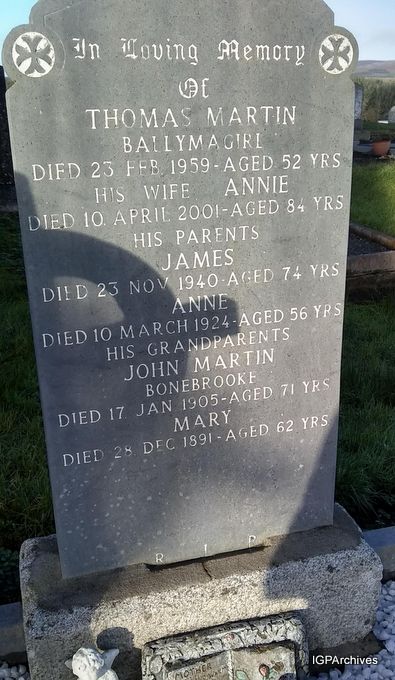 In Loving Memory
Of
THOMAS MARTIN
BALLYMAGIRL
DIED 23 FEB. 1959-AGED 52 YRS
HIS WIFE ANNIE
DIED 10. APRIL 2001-AGED 84 YRS
HIS PARENTS
JAMES
DIED 23 NOV 1940-AGED 74 YRS
ANNE
DIED 10 MARCH 1924-AGED 56 YRS
HIS GRANDPARENTS
JOHN MARTIN
BONEBROOKE
DIED 17 JAN 1905-AGED 71 YRS
MARY
DIED 28 DEC 1891-AGED 62 YRS
R I P
IGPArchives